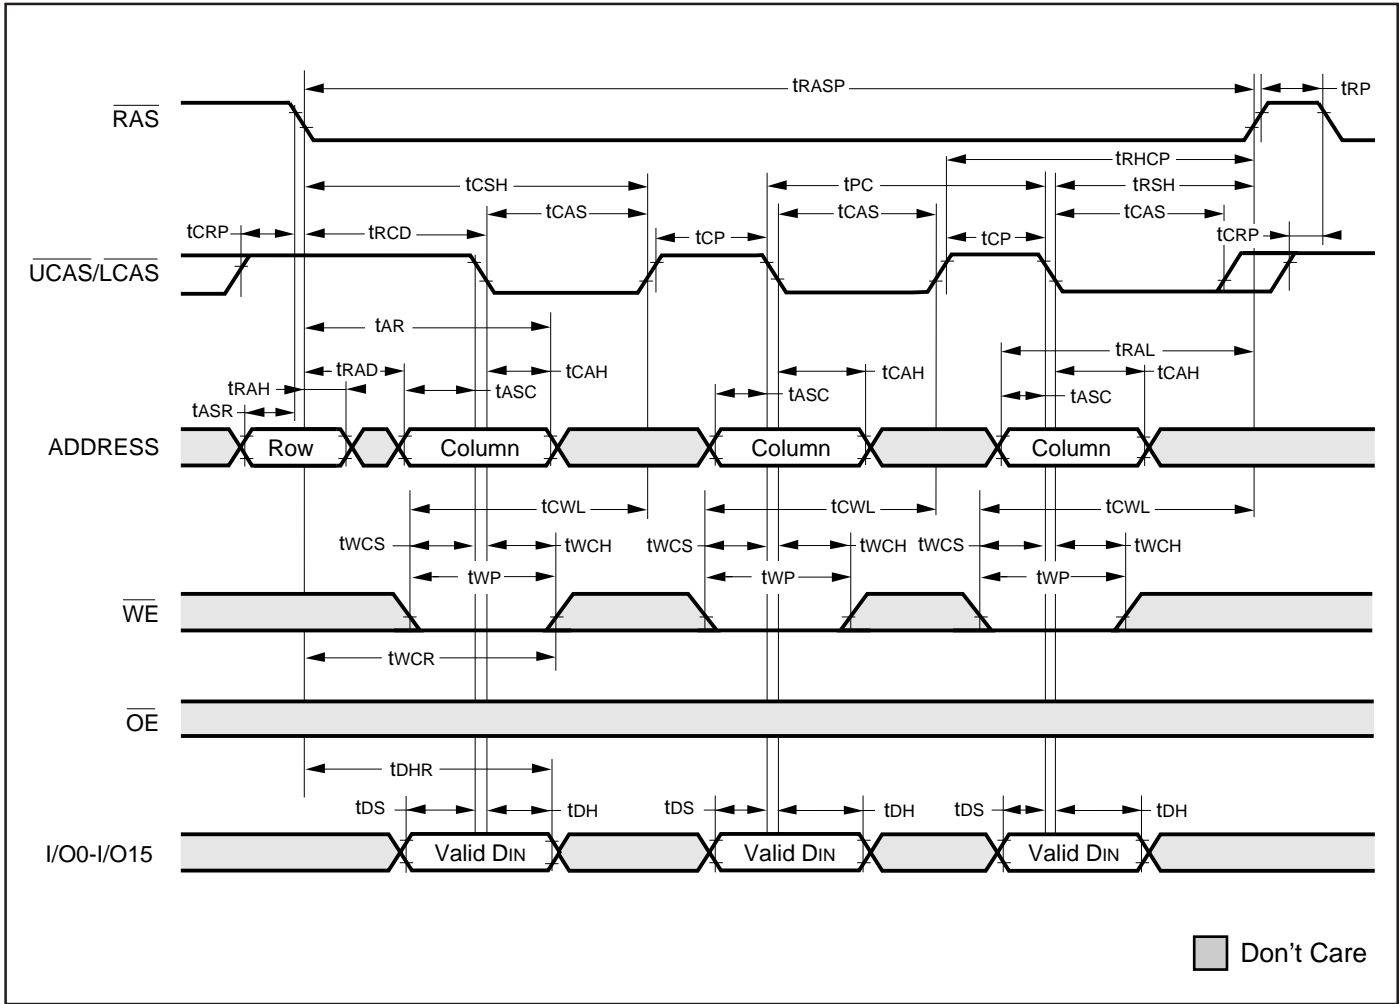 tRASP tRP
RAS
tRHCP
tCSH tPC tRSH
tCAS tCAS tCAS
tCRP tRCD tCP tCP tCRP
UCAS/LCAS
tAR
tRAL
tRAD tCAH tCAH tCAH
tRAH tASC tASC tASC
tASR
ADDRESS Row Column Column Column
tCWL tCWL tCWL
tWCS tWCH tWCS tWCH tWCS tWCH
tWP tWP tWP
WE
tWCR
OE
tDHR
tDS tDH tDS tDH tDS tDH
I/O0-I/O15 Valid DIN Valid DIN Valid DIN
Don't Care